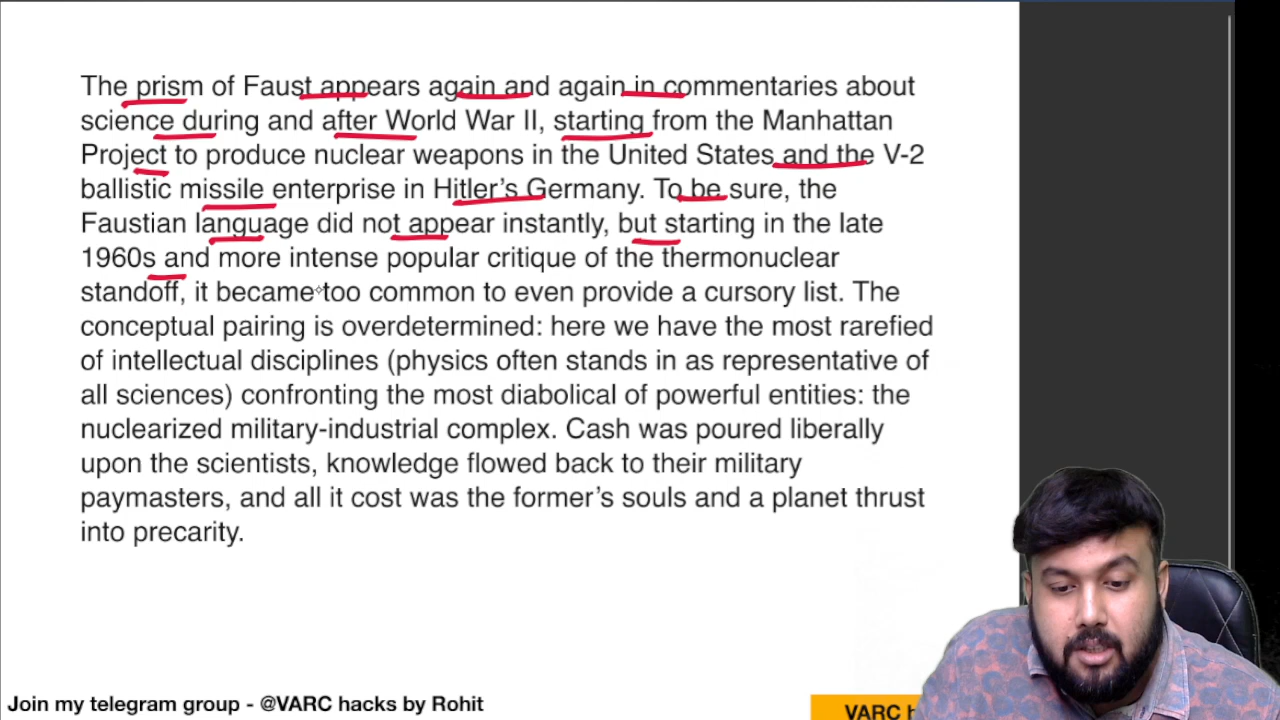 The prism of Faust appears again and again in commentaries about
science during and after World War II, starting from the Manhattan
Project to produce nuclear weapons in the United States and the V-2
ballistic missile enterprise in Hitler's Germany. To be sure, the
Faustian language did not appear instantly, but starting in the late
1960s and more intense popular critique of the thermonuclear
standoff, it became too common to even provide a cursory list. The
conceptual pairing is overdetermined: here we have the most rarefied
of intellectual disciplines (physics often stands in as representative of
all sciences) confronting the most diabolical of powerful entities: the
nuclearized military-industrial complex. Cash was poured liberally
upon the scientists, knowledge flowed back to their military
paymasters, and all it cost was the former's souls and a planet thrust
into precarity.
Join my telegram group - @VARC hacks by Rohit
VARC